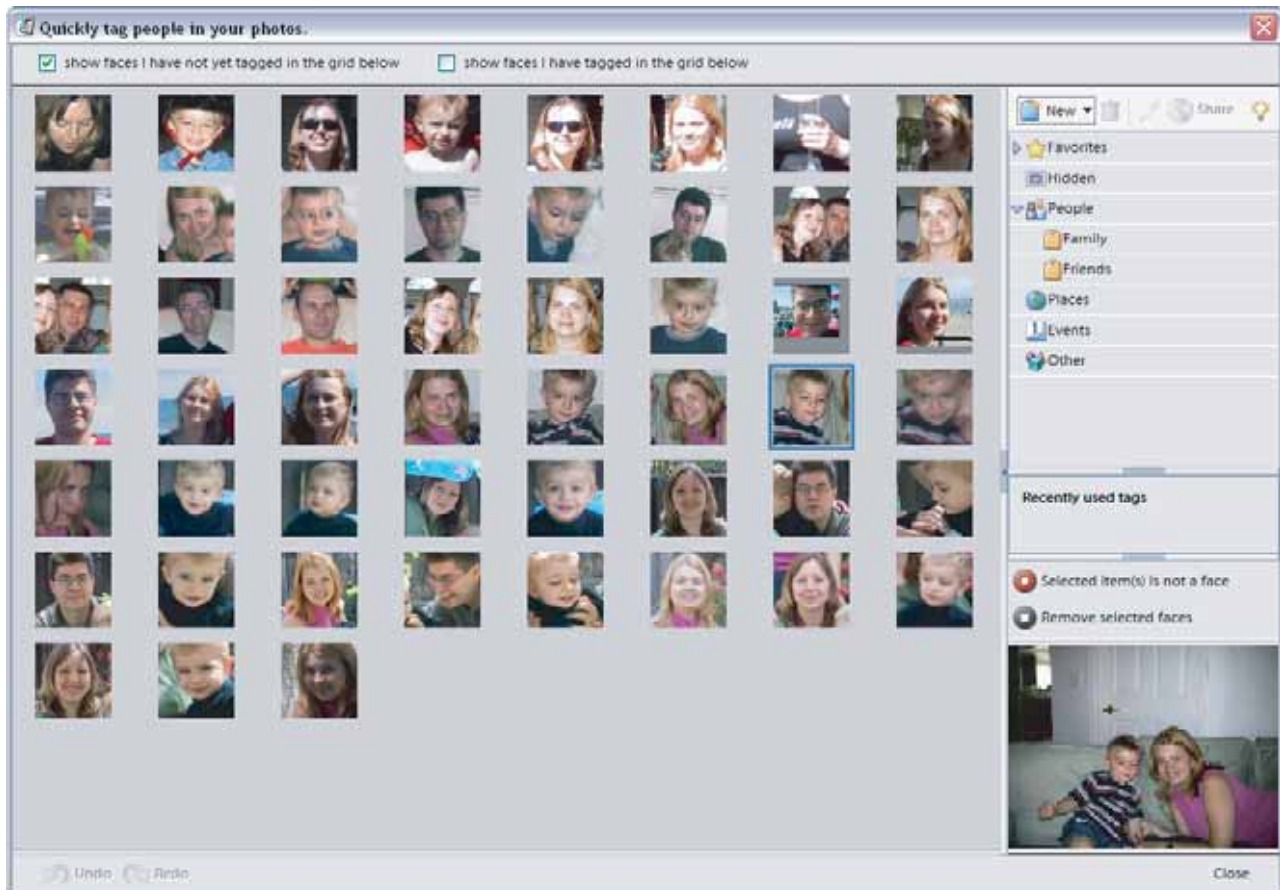 Quickly tag people in your photos.
show faces I have not yet tagged in the grid below
show faces I have tagged in the grid below
New
Share
Favorites
Hidden
People
Family
Friends
Places
Events
Other
Recently used tags
Selected item(s) is not a face
Remove selected faces
Undo
Redo
Close